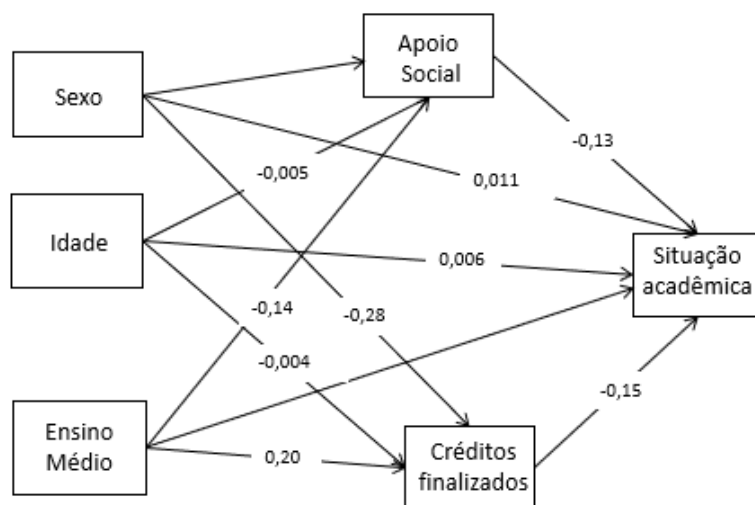 Apoio
Social
Sexo
-0,13
-0,005
0,011
Idade
0,006
Situação
acadêmica
-0,14
-0,28
-0,004
-0,15
Ensino
Médio
0,20
Créditos
finalizados